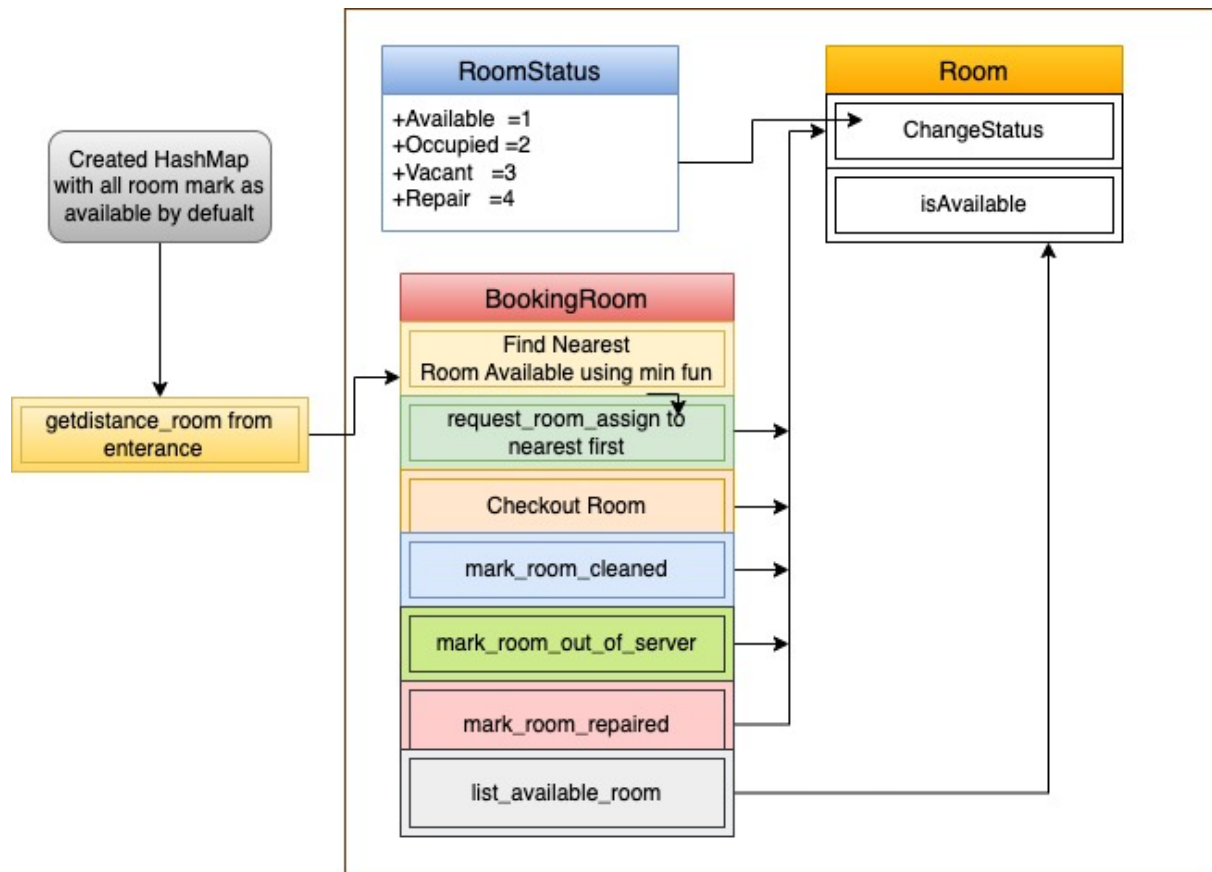 RoomStatus
+Available =1
+Occupied =2
+Vacant =3
+Repair =4
Room
ChangeStatus
isAvailable
Created HashMap
with all room mark as
available by defualt
getdistance_room from
enterance
BookingRoom
Find Nearest
Room Available using min fun
request_room_assign to
nearest first
Checkout Room
mark_room_cleaned
mark_room_out_of_server
mark_room_repaired
list_available_room